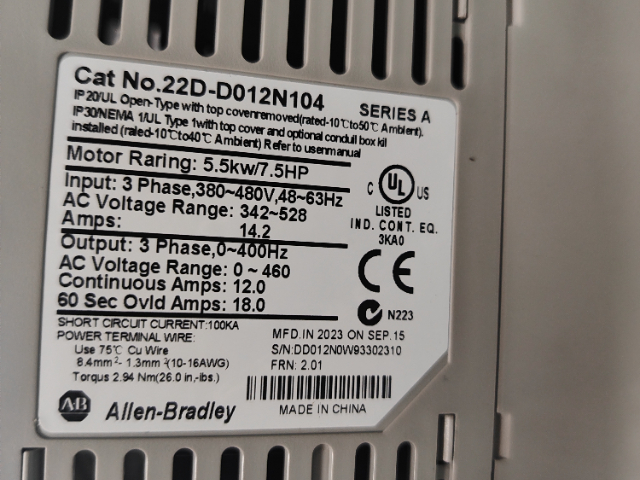 Cat No.22D-D012N104 SERIES A
IP20/UL Open-Type with top coverremoved(rated-10℃to50℃ Ambient).
IP30/NEMA 1/UL Type 1with top cover and optional conduil box kil
installed (raled-10℃to40℃ Ambienl) Refer to usenmanual
Motor Raring: 5.5kw/7.5HP
Input: 3 Phase,380~480V,48~63Hz
AC Voltage Range: 342~528
Amps: 14.2
Output: 3 Phase,0~400Hz
AC Voltage Range: 0 ~ 460
Continuous Amps: 12.0
60 Sec Ovld Amps: 18.0
C UL US
LISTED
IND. CONT. EQ.
3KA0
CE
N223
SHORT CIRCUIT CURRENT:100KA
POWER TERMINAL WIRE:
Use 75℃ Cu Wire
8.4mm²- 1.3mm²(10-16AWG)
Torqus 2.94 Nm(26.0 in,-lbs.)
MFD.IN 2023 ON SEP.15
S/N:DD012N0W93302310
FRN: 2.01
AB Allen-Bradley
MADE IN CHINA